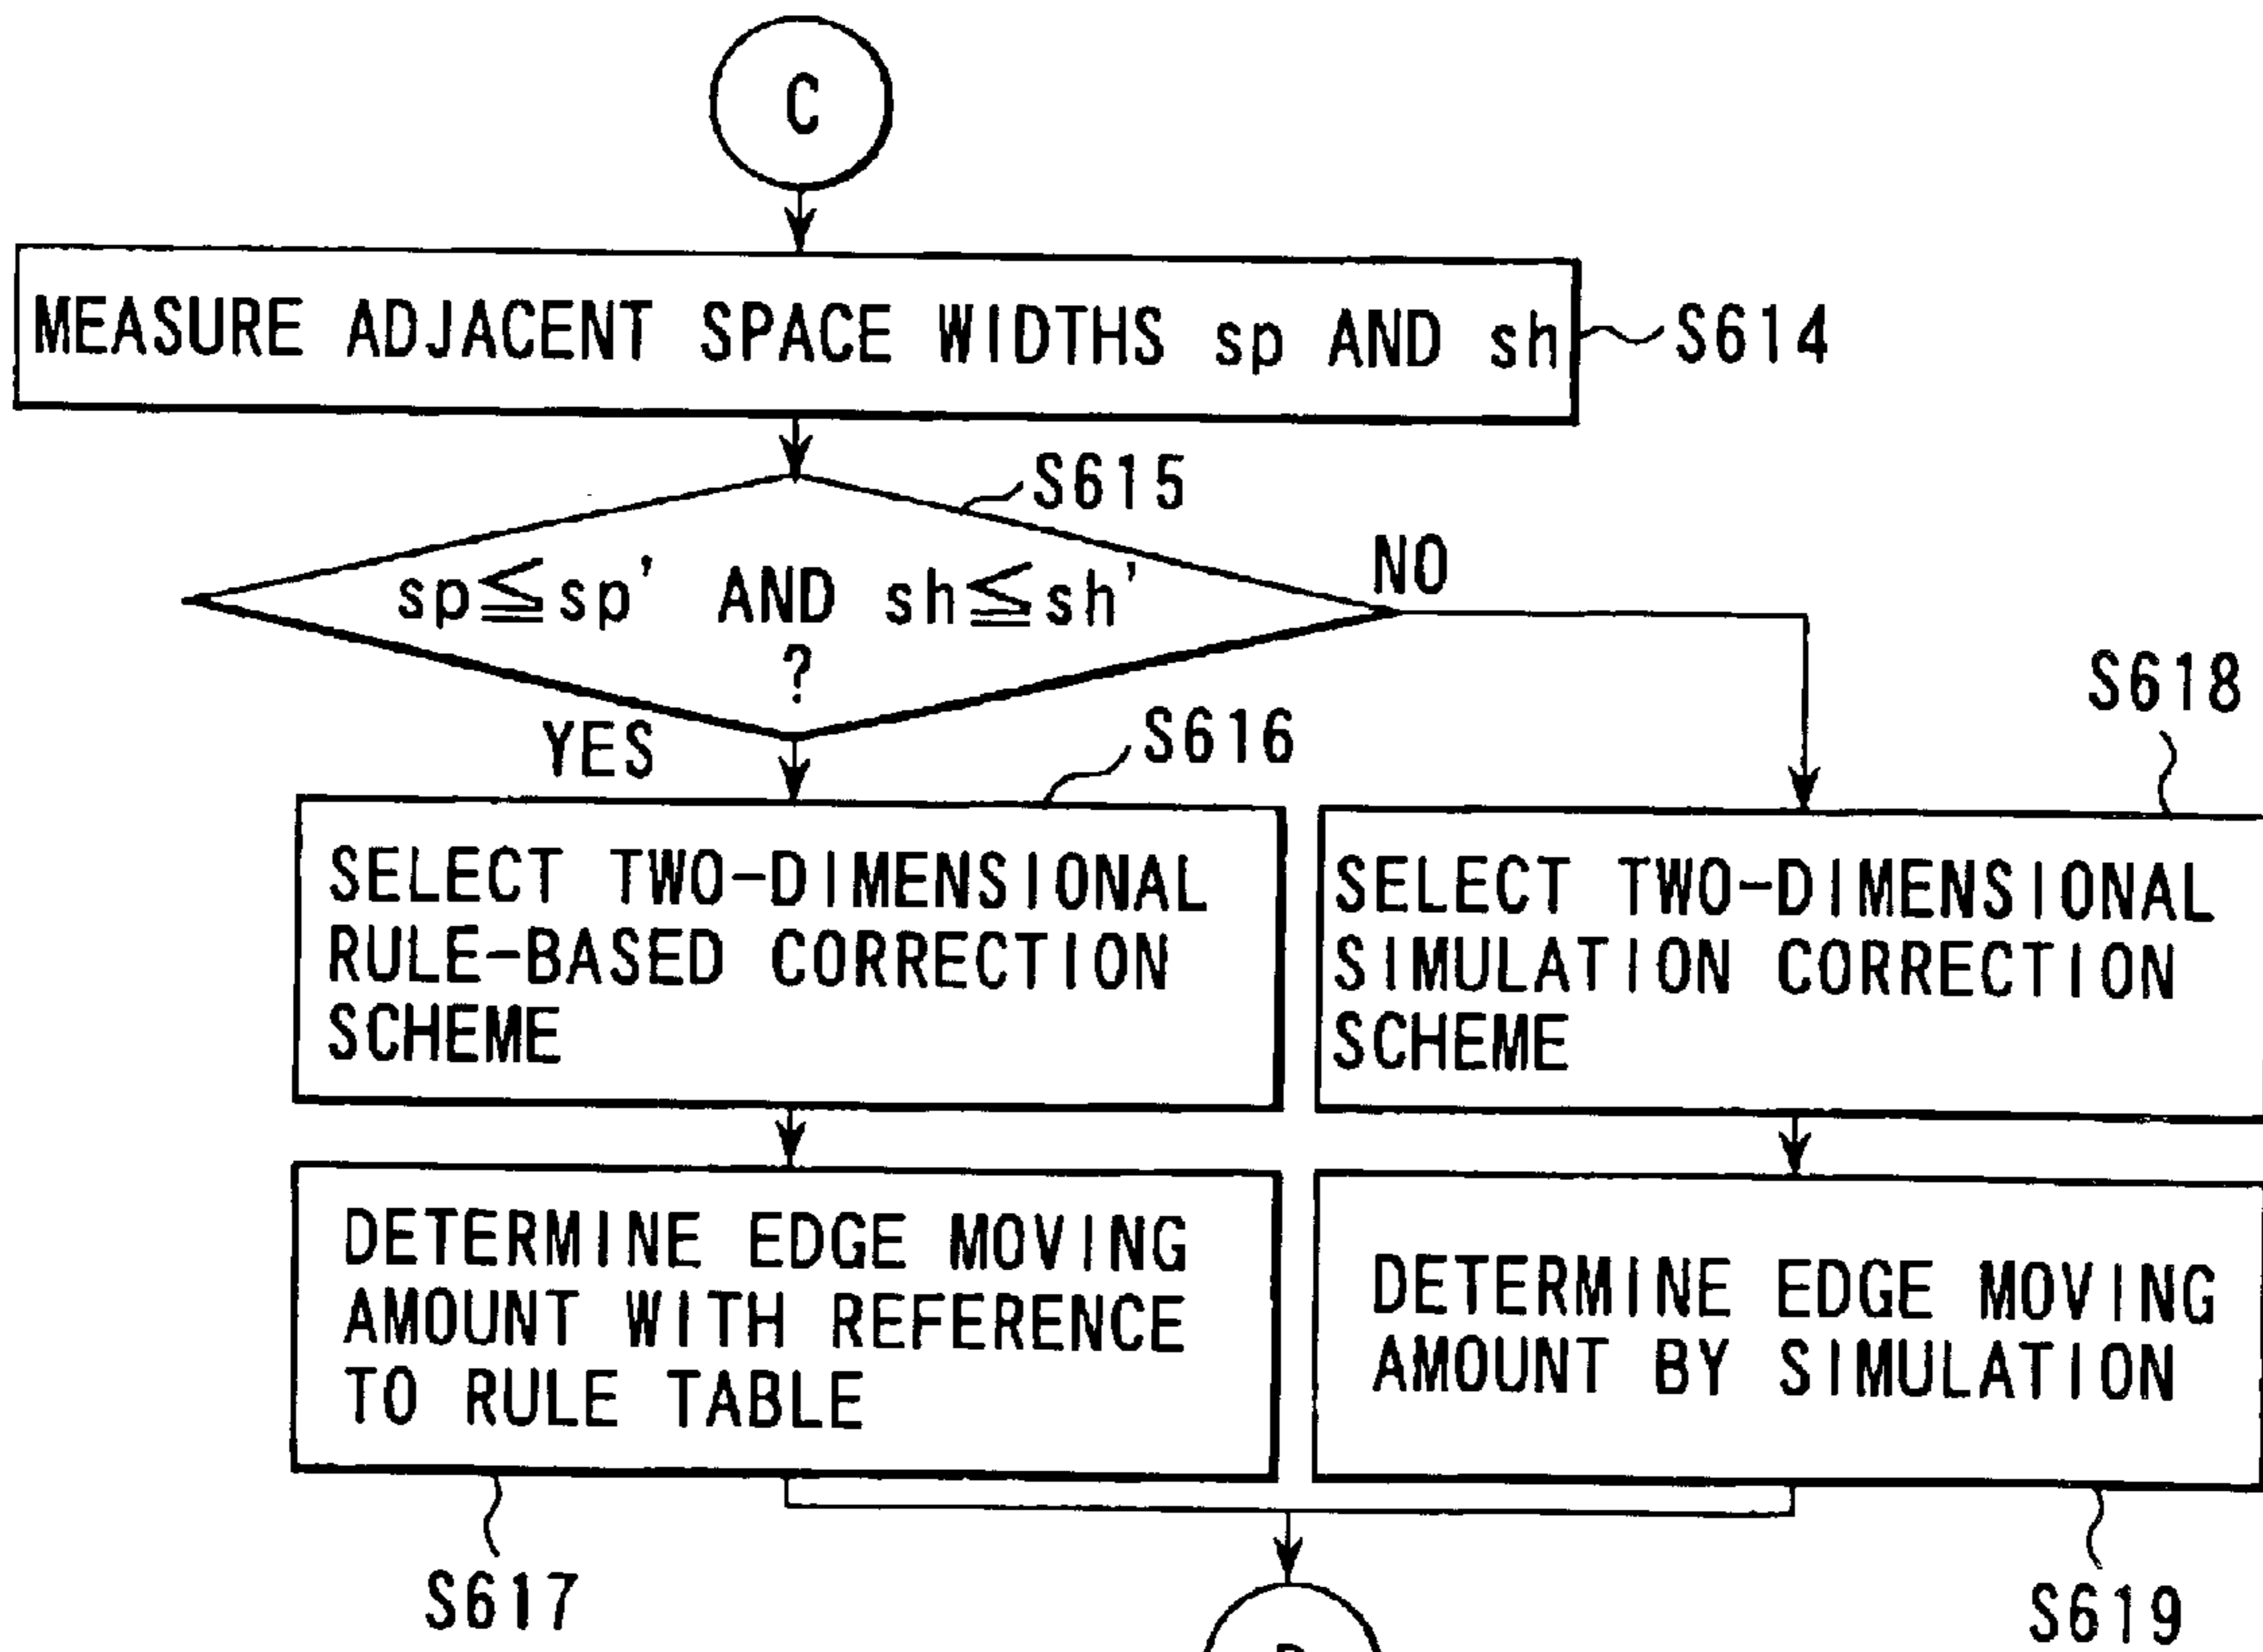 C
MEASURE ADJACENT SPACE WIDTHS sp AND sh
S614
S615
sp≦sp' AND sh≦sh'
?
NO
YES
S616
S618
SELECT TWO-DIMENSIONAL
RULE-BASED CORRECTION
SCHEME
SELECT TWO-DIMENSIONAL
SIMULATION CORRECTION
SCHEME
DETERMINE EDGE MOVING
AMOUNT WITH REFERENCE
TO RULE TABLE
DETERMINE EDGE MOVING
AMOUNT BY SIMULATION
S617
S619